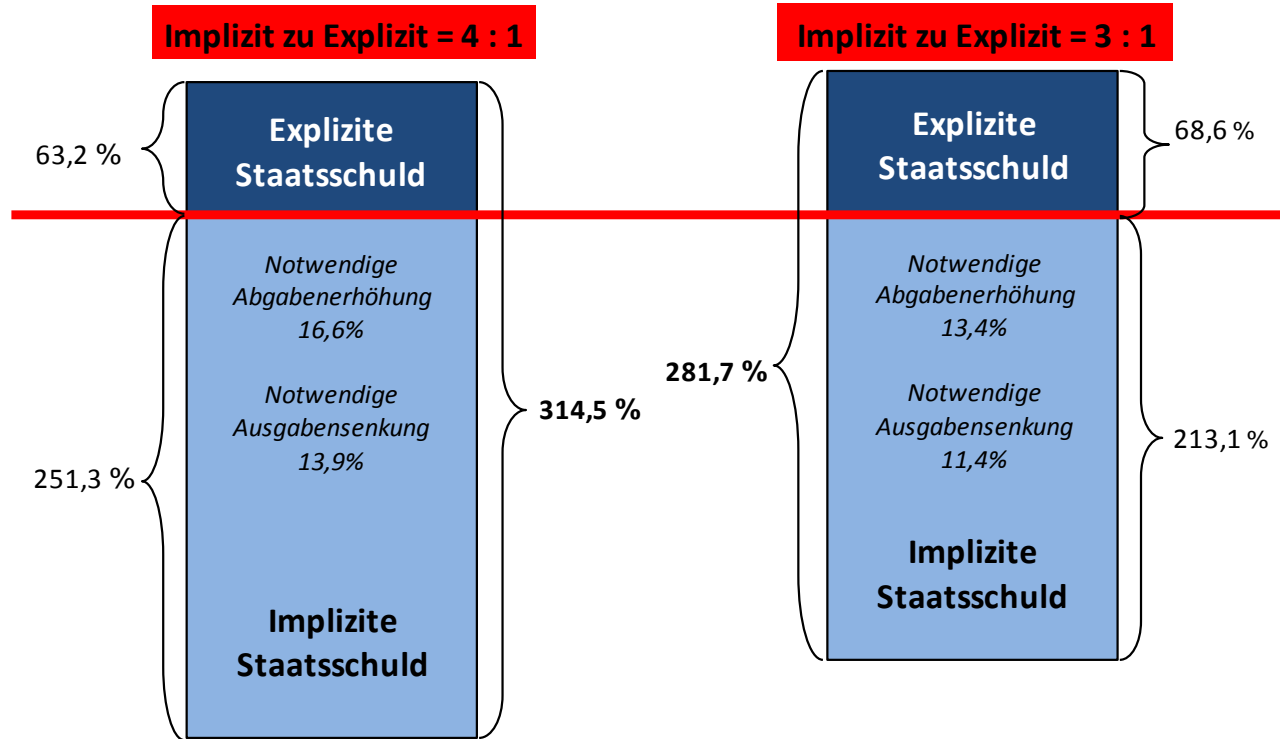 Implizit zu Explizit = 4 : 1
63,2 %
Explizite
Staatsschuld
Notwendige
Abgabenerhöhung
16,6%
Notwendige
Ausgabensenkung
13,9%
314,5 %
251,3 %
Implizite
Staatsschuld
Implizit zu Explizit = 3 : 1
Explizite
Staatsschuld
68,6 %
Notwendige
Abgabenerhöhung
13,4%
281,7 %
Notwendige
Ausgabensenkung
11,4%
213,1 %
Implizite
Staatsschuld